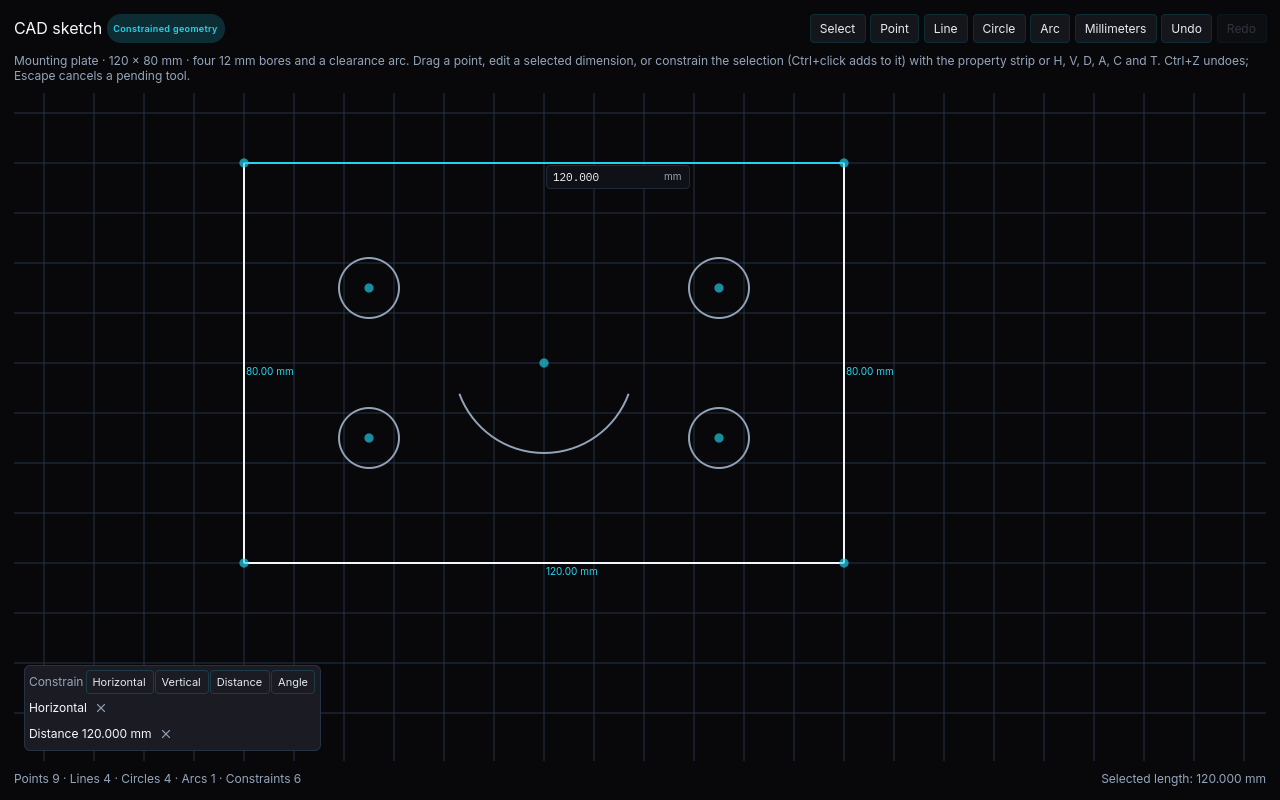 CAD sketch Constrained geometry Select Point Line Circle Arc Millimeters Undo Redo
Mounting plate · 120 × 80 mm · four 12 mm bores and a clearance arc. Drag a point, edit a selected dimension, or constrain the selection (Ctrl+click adds to it) with the property strip or H, V, D, A, C and T. Ctrl+Z undoes;
Escape cancels a pending tool.
120.000 mm
80.00 mm 80.00 mm
120.00 mm
Constrain Horizontal Vertical Distance Angle
Horizontal ×
Distance 120.000 mm ×
Points 9 · Lines 4 · Circles 4 · Arcs 1 · Constraints 6 Selected length: 120.000 mm